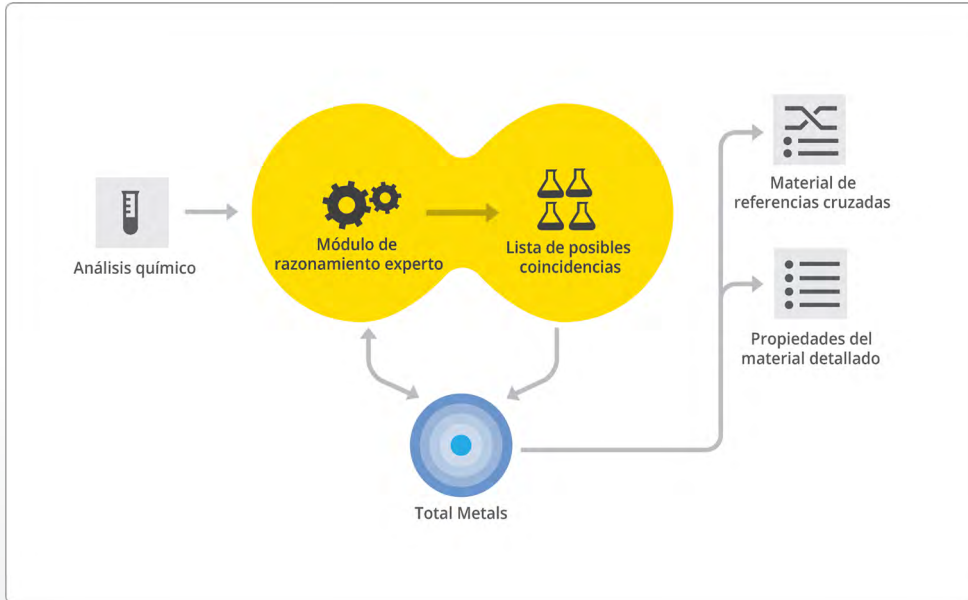 Análisis químico
Módulo de
razonamiento experto
Lista de posibles
coincidencias
Total Metals
Material de
referencias cruzadas
Propiedades del
material detallado